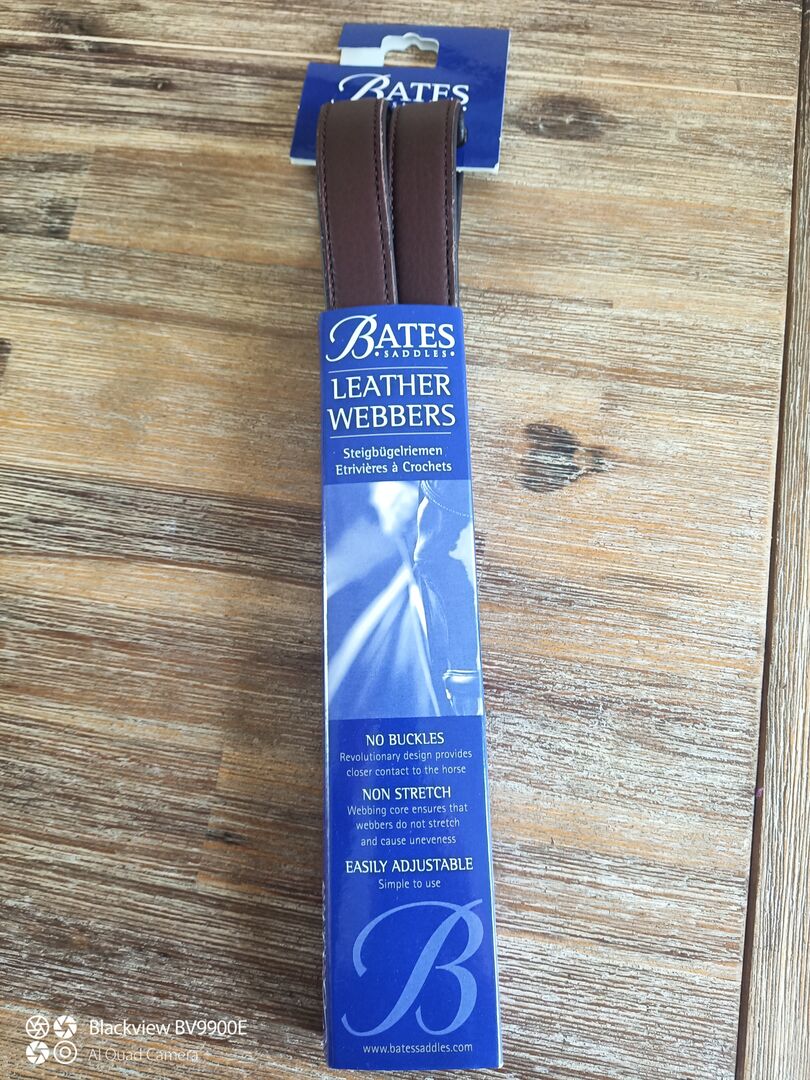 BATES
BATES
• SADDLES •
LEATHER
WEBBERS
Steigbügelriemen
Etrivières à Crochets
NO BUCKLES
Revolutionary design provides
closer contact to the horse
NON STRETCH
Webbing core ensures that
webbers do not stretch
and cause uneveness
EASILY ADJUSTABLE
Simple to use
B
www.batessaddles.com
Blackview BV9900E
AI Quad Camera